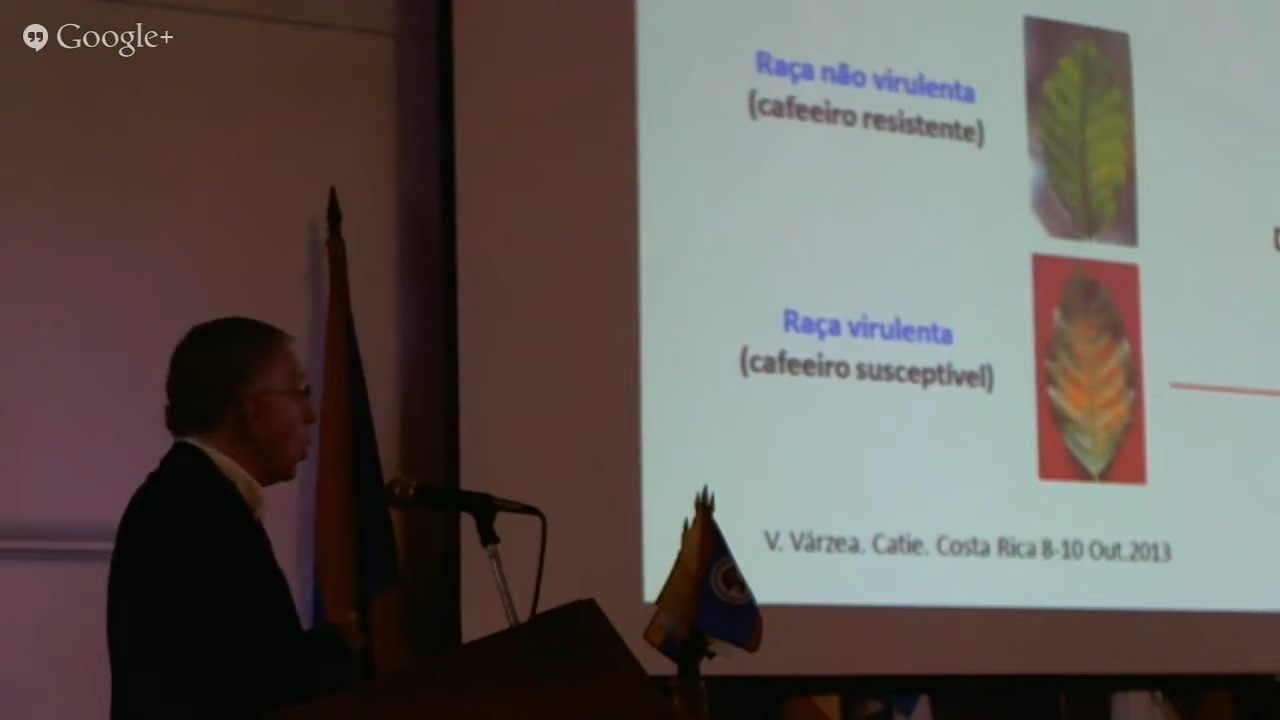 Google+
Raça não virulenta
(cafeeiro resistente)
Raça virulenta
(cafeeiro susceptível)
V. Várzea. Catie. Costa Rica 8-10 Out.2013